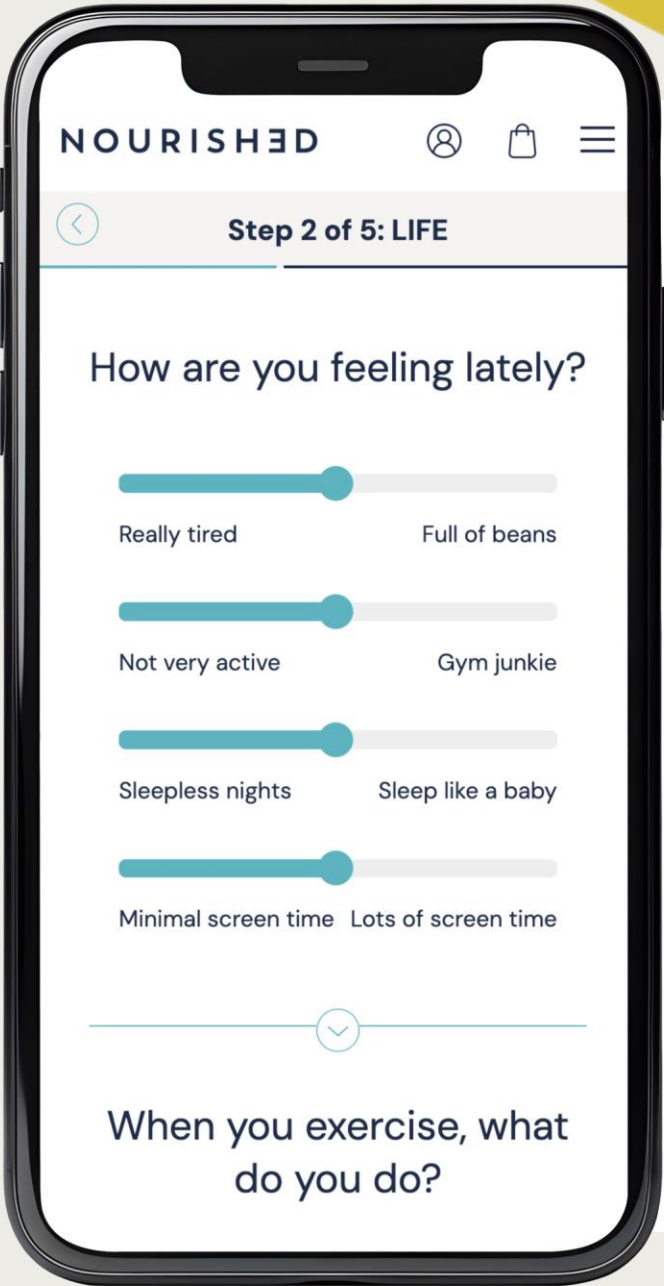 NOURISHƎD
Step 2 of 5: LIFE
How are you feeling lately?
Really tired Full of beans
Not very active Gym junkie
Sleepless nights Sleep like a baby
Minimal screen time Lots of screen time
When you exercise, what
do you do?